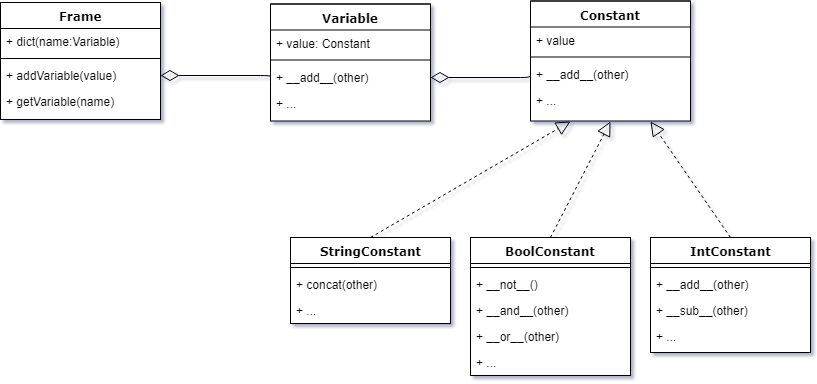 Frame
+ dict(name:Variable)
+ addVariable(value)
+ getVariable(name)
Variable
+ value: Constant
+ __add__(other)
+ ...
Constant
+ value
+ __add__(other)
+ ...
StringConstant
+ concat(other)
+ ...
BoolConstant
+ __not__()
+ __and__(other)
+ __or__(other)
+ ...
IntConstant
+ __add__(other)
+ __sub__(other)
+ ...